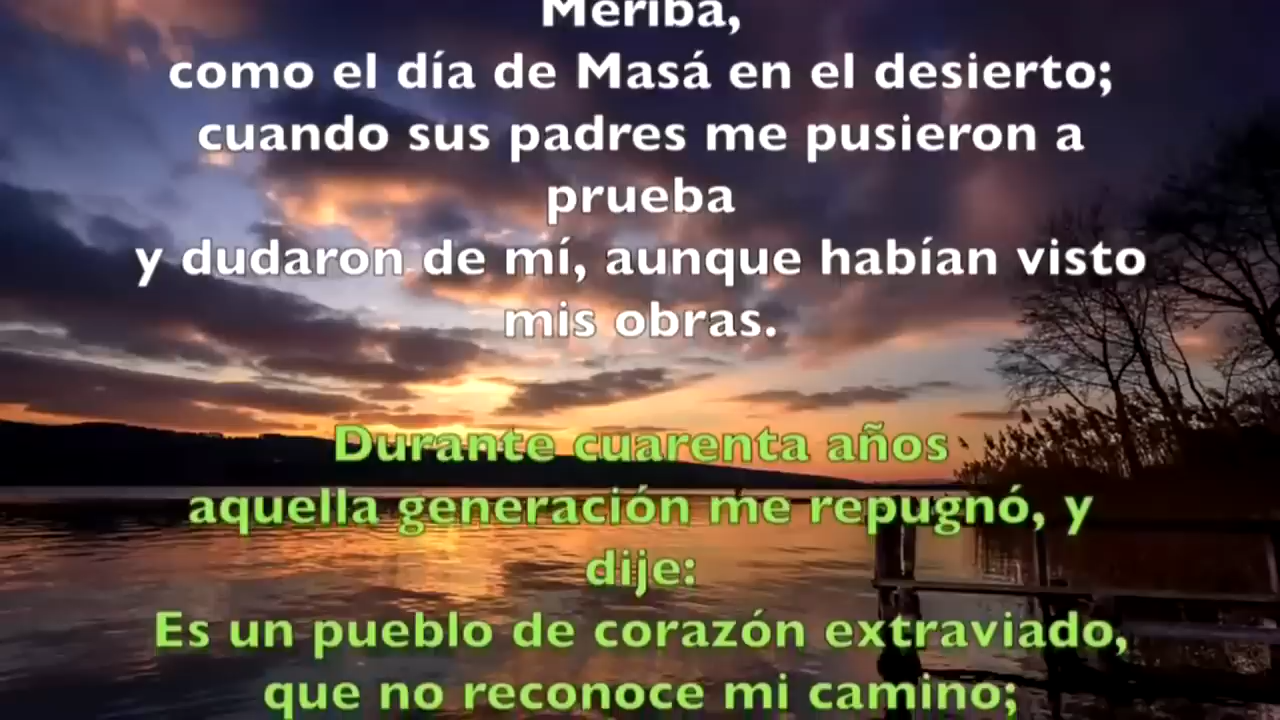 Meribá,
como el día de Masá en el desierto;
cuando sus padres me pusieron a
prueba
y dudaron de mí, aunque habían visto
mis obras.
Durante cuarenta años
aquella generación me repugnó, y
dije:
Es un pueblo de corazón extraviado,
que no reconoce mi camino;